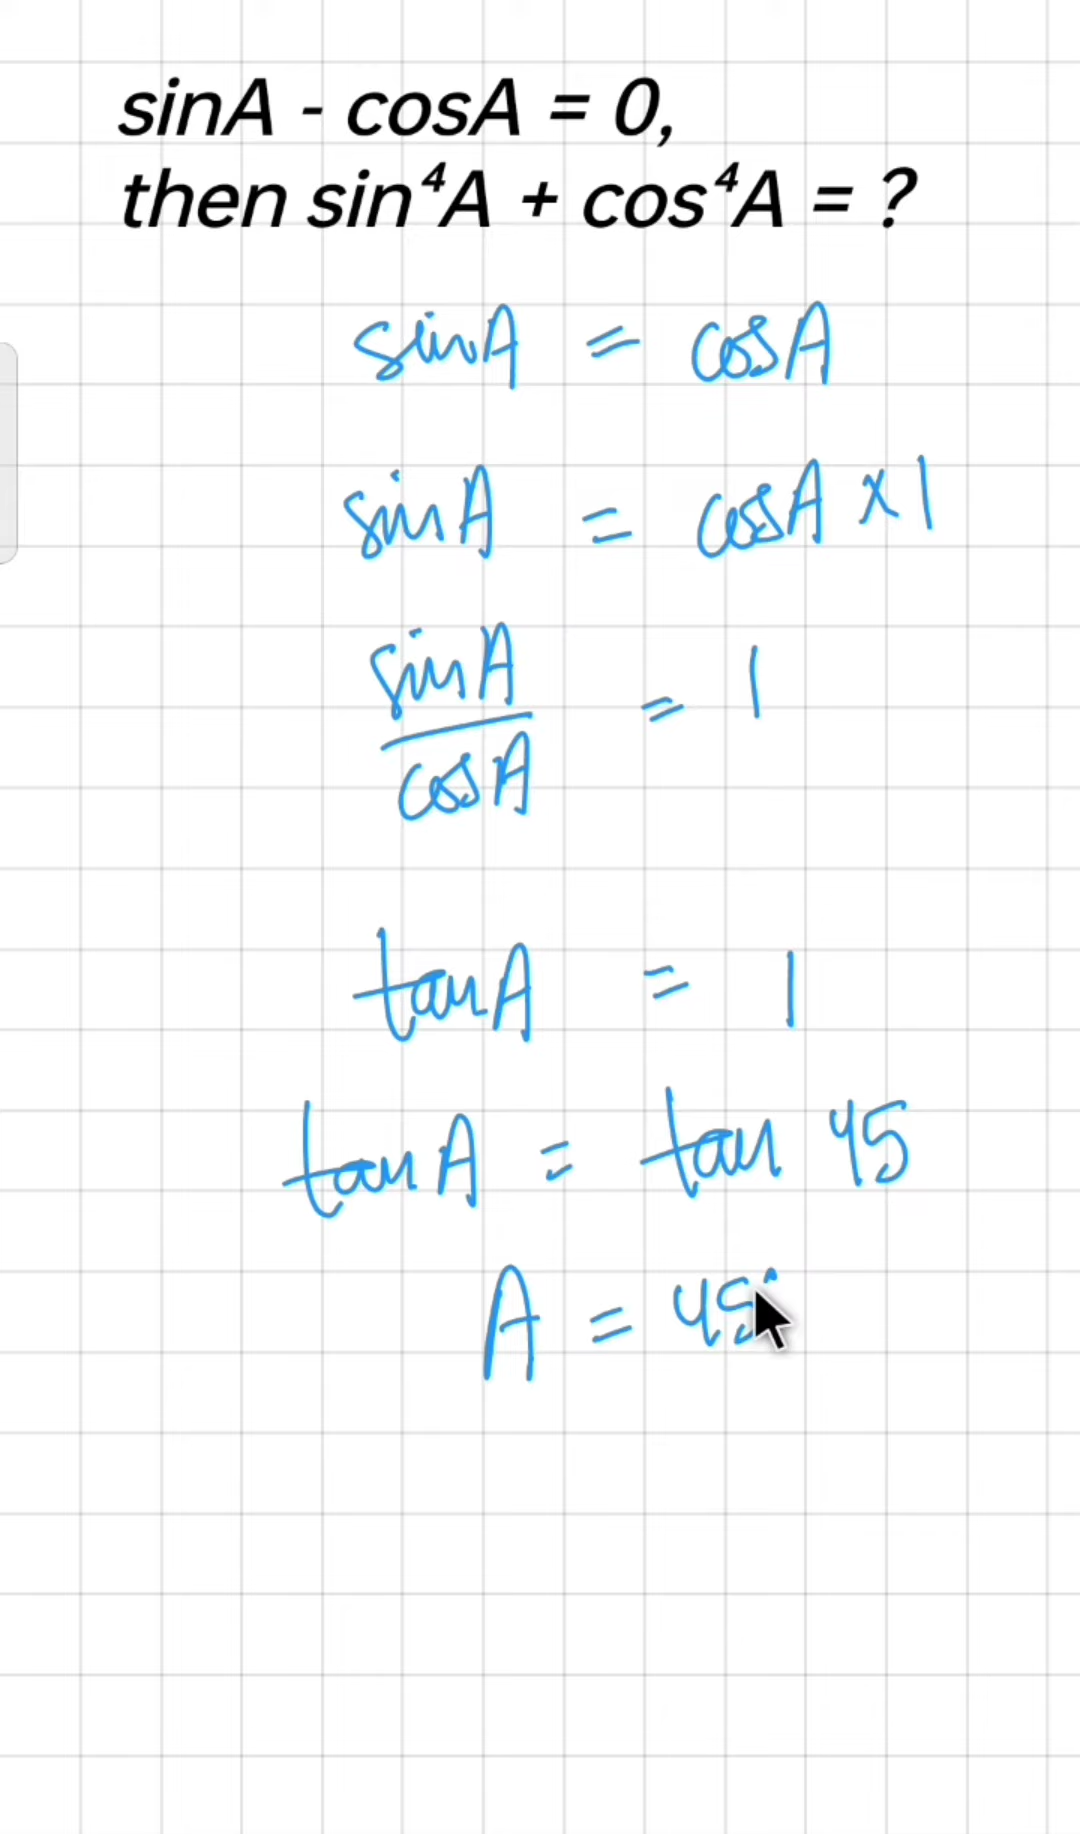 sinA - cosA = 0,
then sin⁴A + cos⁴A = ?
sinA = cosA
sinA = cosA × 1
sinA
cosA = 1
tanA = 1
tanA = tan 45
A = 45°